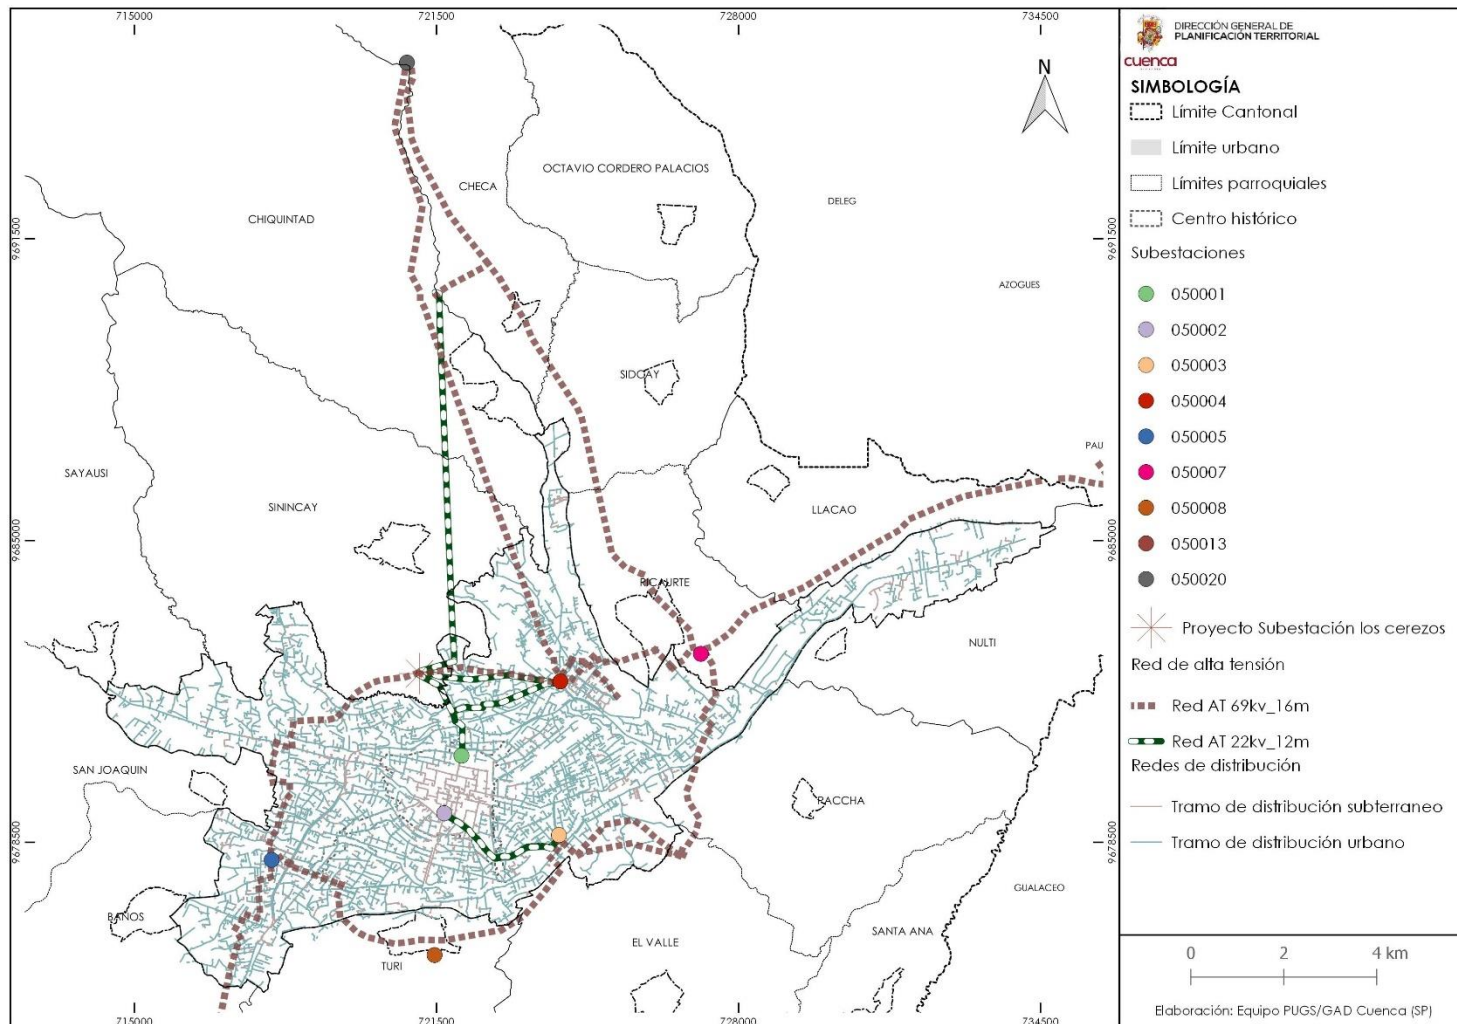 715000
721500
728000
734500
9691500
9691500
9685000
9685000
9678500
9678500
N
OCTAVIO CORDERO PALACIOS
CHECA
DELEG
CHIQUINTAD
AZOGUES
SIDCAY
PAU
SAYAUSI
SININCAY
LLACAO
RICAURTE
NULTI
SAN JOAQUIN
PACCHA
GUALACEO
BAÑOS
SANTA ANA
EL VALLE
TURI
715000
721500
728000
734500
DIRECCIÓN GENERAL DE
PLANIFICACIÓN TERRITORIAL
cuenca
SIMBOLOGÍA
Límite Cantonal
Límite urbano
Límites parroquiales
Centro histórico
Subestaciones
050001
050002
050003
050004
050005
050007
050008
050013
050020
Proyecto Subestación los cerezos
Red de alta tensión
Red AT 69kv_16m
Red AT 22kv_12m
Redes de distribución
Tramo de distribución subterraneo
Tramo de distribución urbano
0 2 4 km
Elaboración: Equipo PUGS/GAD Cuenca (SP)